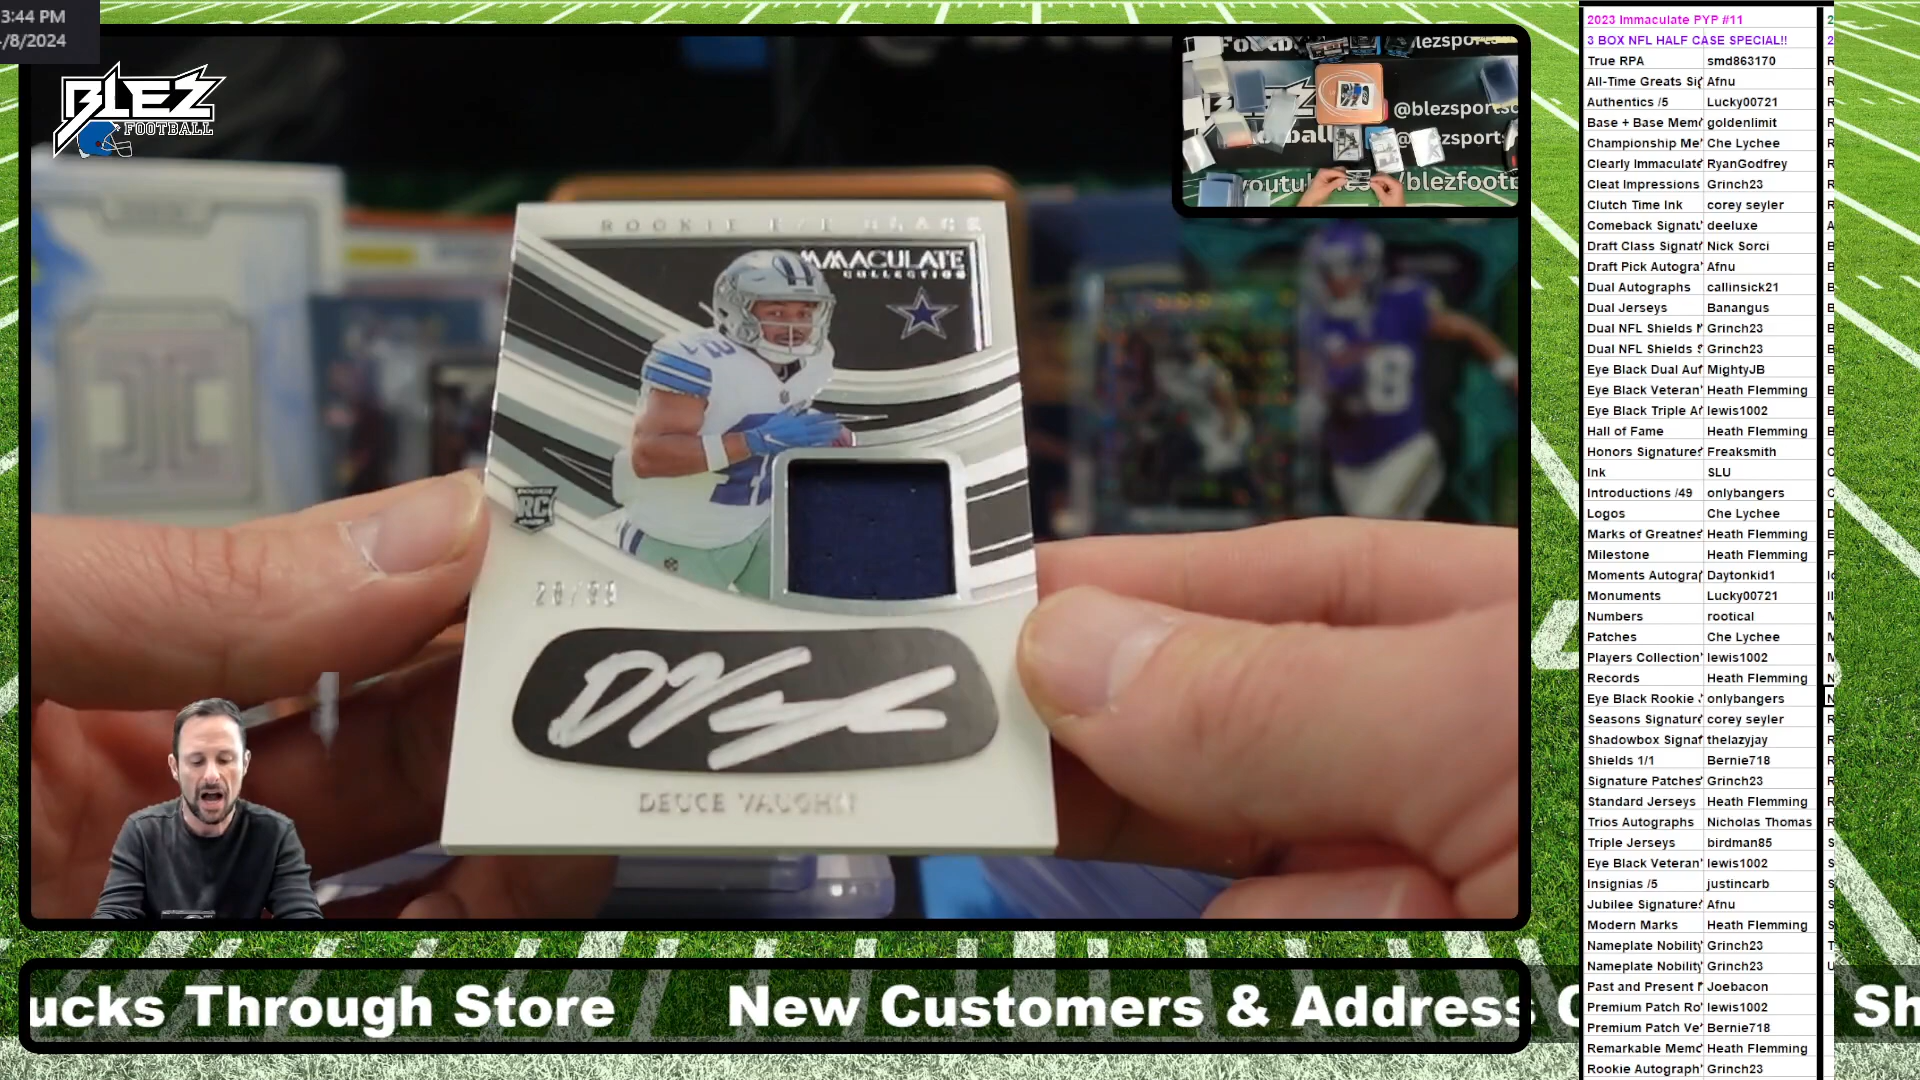 3:44 PM
/8/2024
BLEZ
FOOTBALL
ROOKIE EYE BLACK
IMMACULATE
COLLECTION
RC
DEUCE VAUGHN
@blezsports
@blezsports
youtu
/blezfootb
ucks Through Store New Customers & Address Sh
2023 Immaculate PYP #11
3 BOX NFL HALF CASE SPECIAL!!
True RPA smd863170
All-Time Greats Sig Afnu
Authentics /5 Lucky00721
Base + Base Mem goldenlimit
Championship Me Che Lychee
Clearly Immaculate RyanGodfrey
Cleat Impressions Grinch23
Clutch Time Ink corey seyler
Comeback Signat deeluxe
Draft Class Signat Nick Sorci
Draft Pick Autogra Afnu
Dual Autographs callinsick21
Dual Jerseys Banangus
Dual NFL Shields Grinch23
Dual NFL Shields Grinch23
Eye Black Dual Au MightyJB
Eye Black Veteran Heath Flemming
Eye Black Triple A lewis1002
Hall of Fame Heath Flemming
Honors Signatures Freaksmith
Ink SLU
Introductions /49 onlybangers
Logos Che Lychee
Marks of Greatnes Heath Flemming
Milestone Heath Flemming
Moments Autogra Daytonkid1
Monuments Lucky00721
Numbers rootical
Patches Che Lychee
Players Collection lewis1002
Records Heath Flemming
Eye Black Rookie onlybangers
Seasons Signature corey seyler
Shadowbox Signa thelazyjay
Shields 1/1 Bernie718
Signature Patches Grinch23
Standard Jerseys Heath Flemming
Trios Autographs Nicholas Thomas
Triple Jerseys birdman85
Eye Black Veteran lewis1002
Insignias /5 justincarb
Jubilee Signature Afnu
Modern Marks Heath Flemming
Nameplate Nobility Grinch23
Nameplate Nobility Grinch23
Past and Present Joebacon
Premium Patch Ro lewis1002
Premium Patch Ve Bernie718
Remarkable Memo Heath Flemming
Rookie Autograph Grinch23